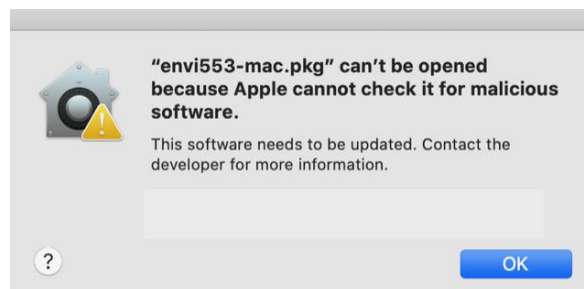 “envi553-mac.pkg” can’t be opened
because Apple cannot check it for malicious
software.
This software needs to be updated. Contact the
developer for more information.
?
OK